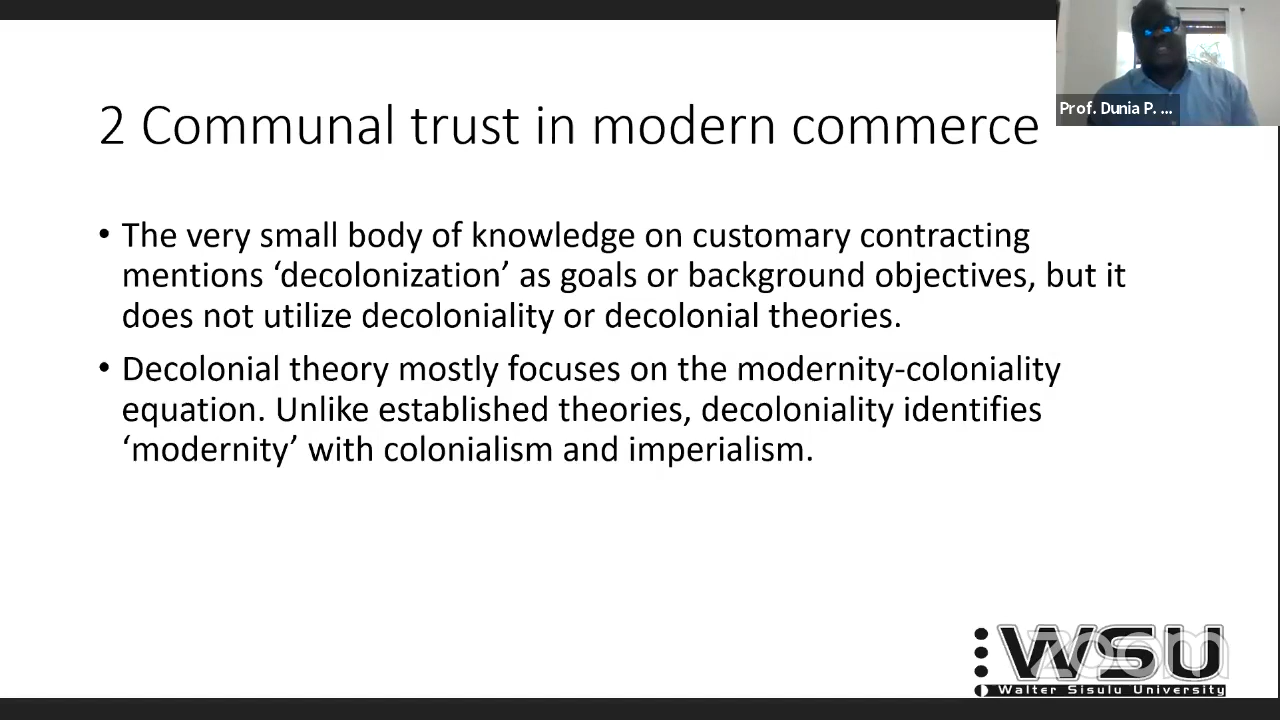 2 Communal trust in modern commerce
Prof. Dunia P. ...
• The very small body of knowledge on customary contracting
mentions ‘decolonization’ as goals or background objectives, but it
does not utilize decoloniality or decolonial theories.
• Decolonial theory mostly focuses on the modernity-coloniality
equation. Unlike established theories, decoloniality identifies
‘modernity’ with colonialism and imperialism.
WSU
zoom
Walter Sisulu University